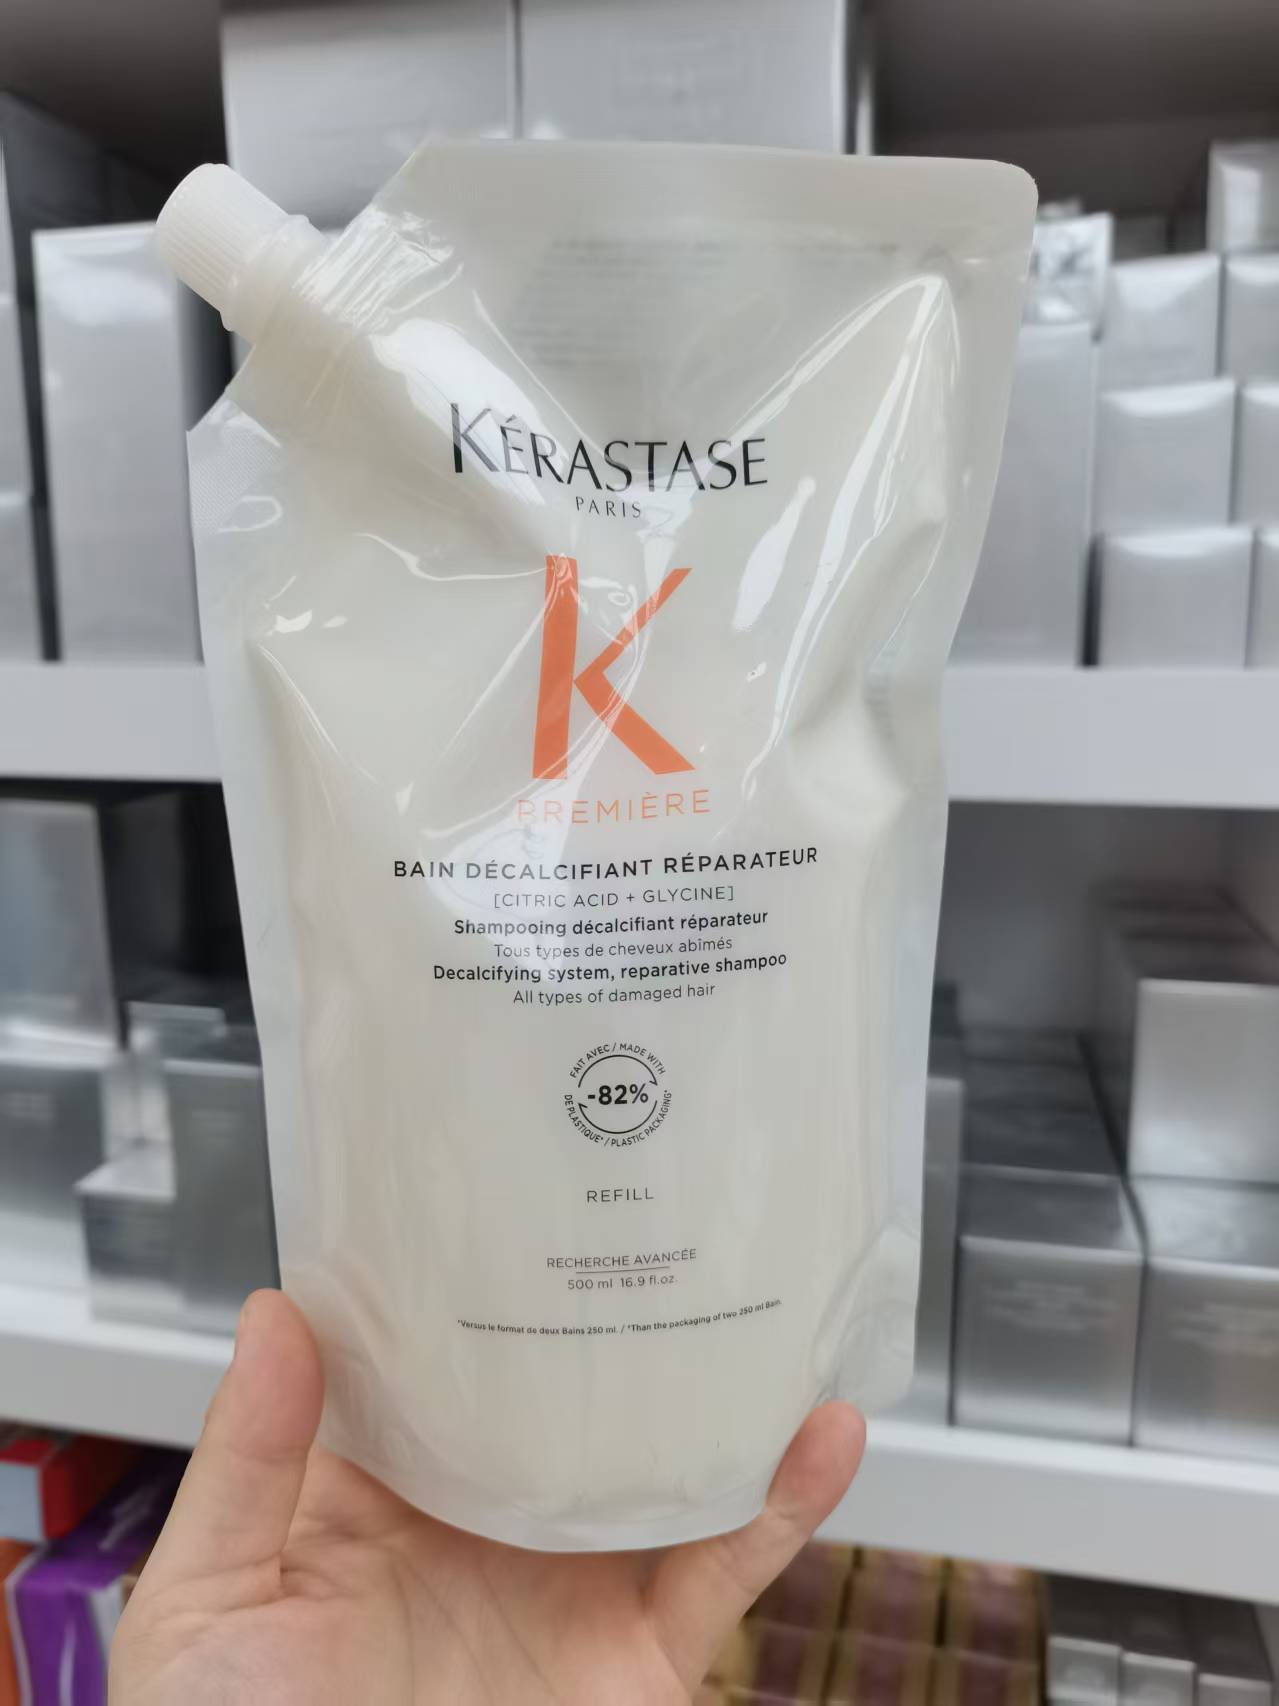 KÉRASTASE
PARIS
K
PREMIÈRE
BAIN DÉCALCIFIANT RÉPARATEUR
[CITRIC ACID + GLYCINE]
Shampooing décalcifiant réparateur
Tous types de cheveux abîmés
Decalcifying system, reparative shampoo
All types of damaged hair
FAIT AVEC / MADE WITH
-82%
DE PLASTIQUE* / PLASTIC PACKAGING*
REFILL
RECHERCHE AVANCÉE
500 ml 16.9 fl.oz.
*Versus le format de deux Bains 250 ml. / *Than the packaging of two 250 ml Bain.